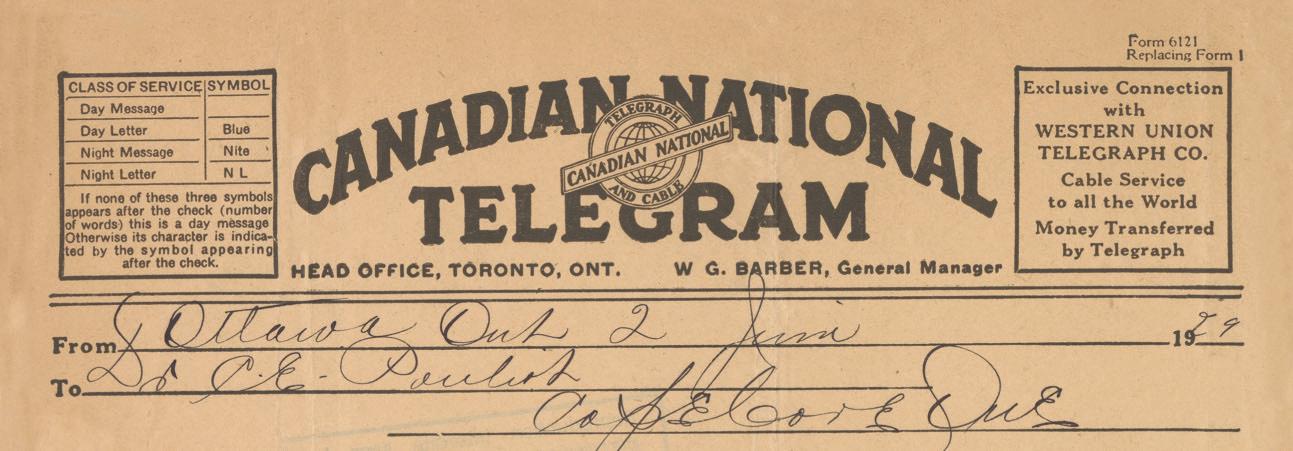 Form 6121
Replacing Form 1
CLASS OF SERVICE SYMBOL
Day Message
Day Letter Blue
Night Message Nite
Night Letter N L
If none of these three symbols
appears after the check (number
of words) this is a day message
Otherwise its character is indica-
ted by the symbol appearing
after the check.
CANADIAN NATIONAL
TELEGRAPH
CANADIAN NATIONAL
AND CABLE
TELEGRAM
HEAD OFFICE, TORONTO, ONT. W G. BARBER, General Manager
Exclusive Connection
with
WESTERN UNION
TELEGRAPH CO.
Cable Service
to all the World
Money Transferred
by Telegraph
From Ottawa Ont 2 Juin 1929
To Dr C.E. Pouliot
Cap Cove Que